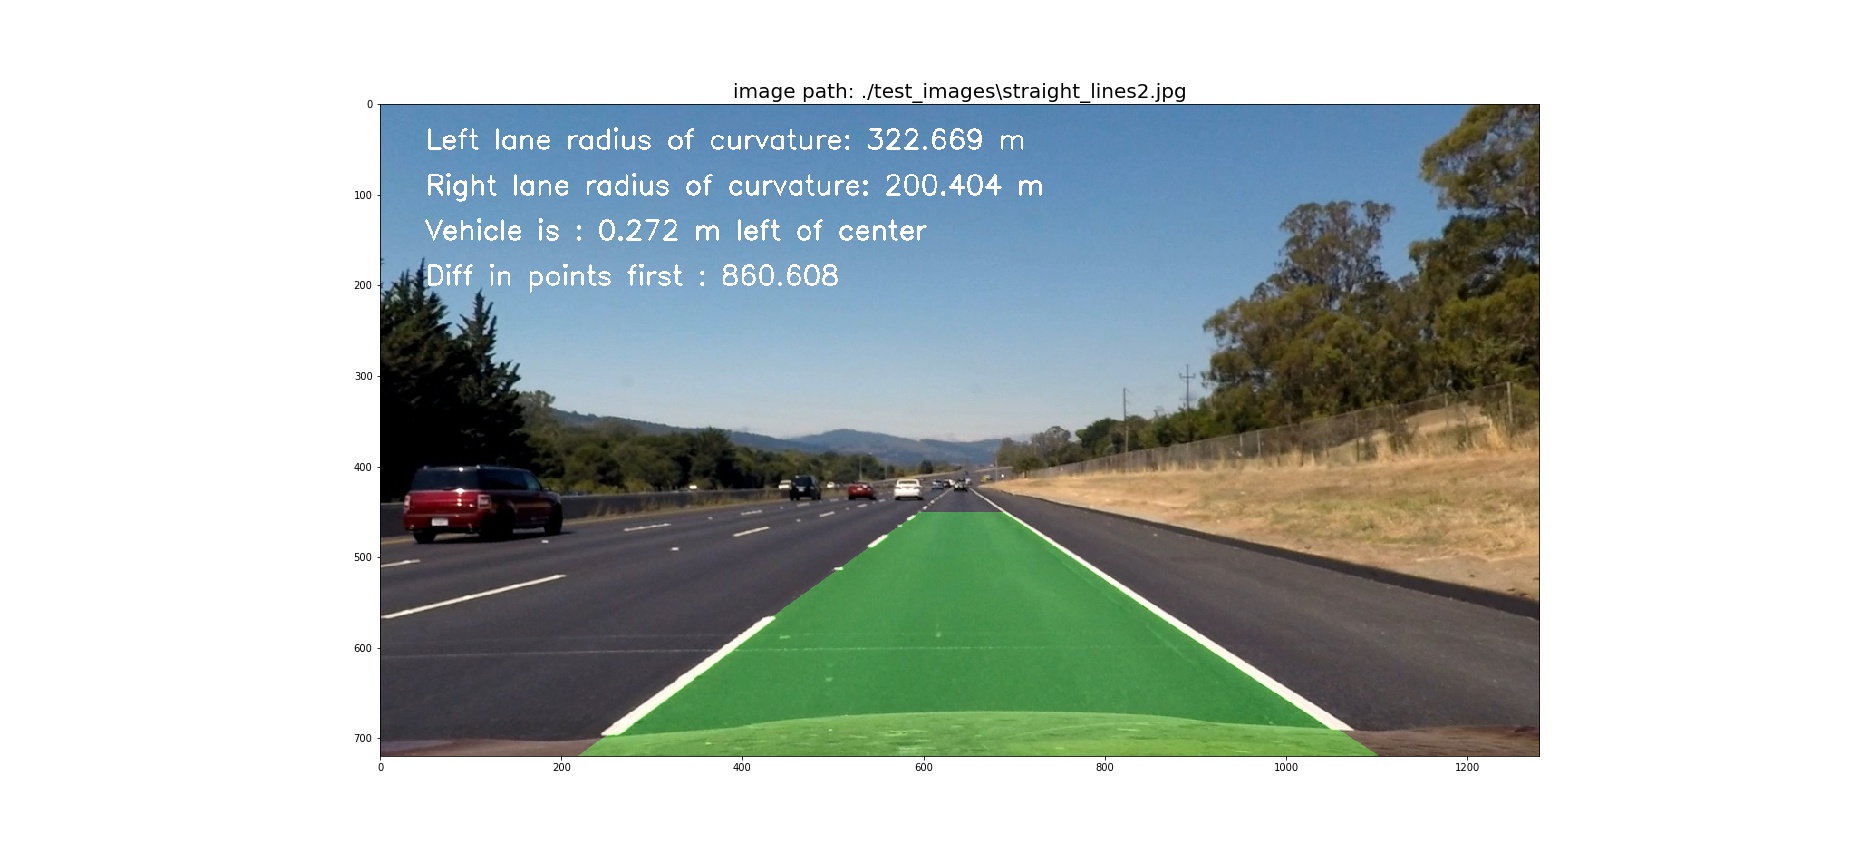 image path: ./test_images\straight_lines2.jpg
Left lane radius of curvature: 322.669 m
Right lane radius of curvature: 200.404 m
Vehicle is : 0.272 m left of center
Diff in points first : 860.608
0
100
200
300
400
500
600
700
0 200 400 600 800 1000 1200